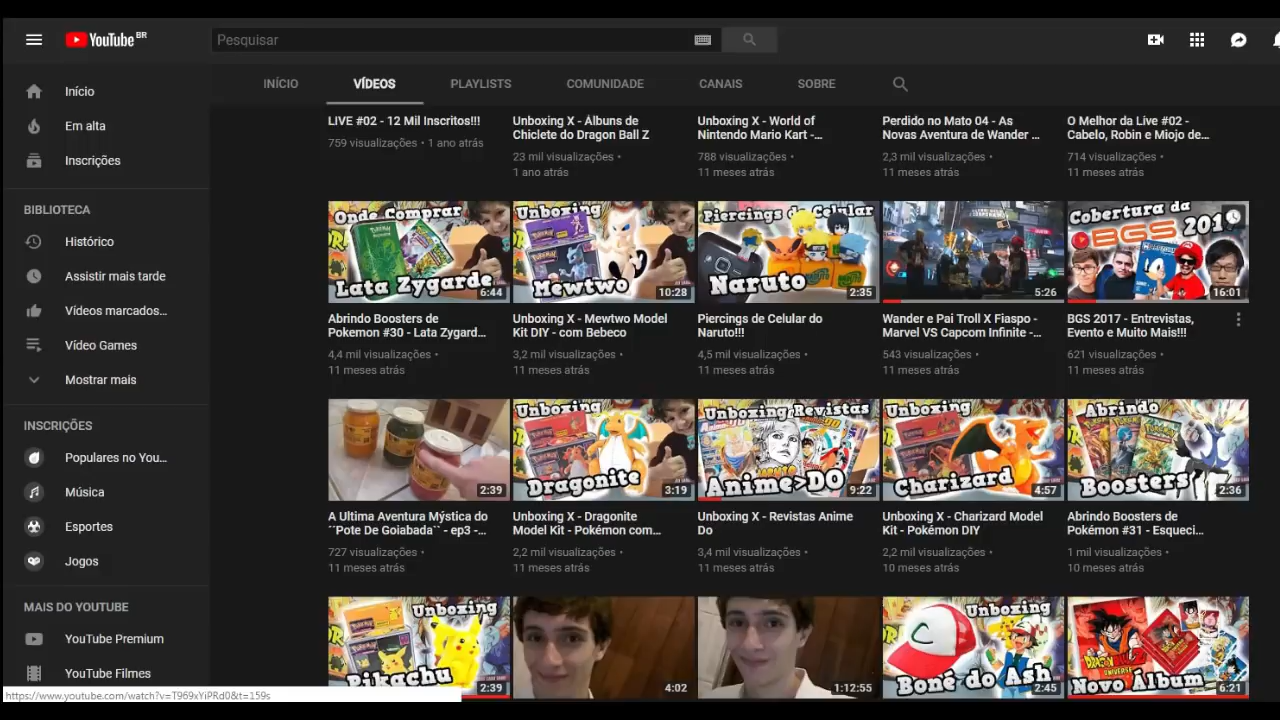 YouTube BR
Pesquisar
INÍCIO
VÍDEOS
PLAYLISTS
COMUNIDADE
CANAIS
SOBRE
Início
Em alta
Inscrições
BIBLIOTECA
Histórico
Assistir mais tarde
Vídeos marcados...
Vídeo Games
Mostrar mais
INSCRIÇÕES
Populares no You...
Música
Esportes
Jogos
MAIS DO YOUTUBE
YouTube Premium
YouTube Filmes
https://www.youtube.com/watch?v=T969xYiPRd0&t=159s
LIVE #02 - 12 Mil Inscritos!!!
759 visualizações • 1 ano atrás
Unboxing X - Álbuns de
Chiclete do Dragon Ball Z
23 mil visualizações •
1 ano atrás
Unboxing X - World of
Nintendo Mario Kart -...
788 visualizações •
11 meses atrás
Perdido no Mato 04 - As
Novas Aventura de Wander ...
2,3 mil visualizações •
11 meses atrás
O Melhor da Live #02 -
Cabelo, Robin e Miojo de...
714 visualizações •
11 meses atrás
Onde Comprar
Lata Zygarde
6:44
Abrindo Boosters de
Pokemon #30 - Lata Zygard...
4,4 mil visualizações •
11 meses atrás
Unboxing
Mewtwo
10:28
Unboxing X - Mewtwo Model
Kit DIY - com Bebeco
3,2 mil visualizações •
11 meses atrás
Piercings de Celular
Naruto
2:35
Piercings de Celular do
Naruto!!!
4,5 mil visualizações •
11 meses atrás
5:26
Wander e Pai Troll X Fiaspo -
Marvel VS Capcom Infinite -...
543 visualizações •
11 meses atrás
Cobertura da
BGS 201
16:01
BGS 2017 - Entrevistas,
Evento e Muito Mais!!!
621 visualizações •
11 meses atrás
2:39
A Ultima Aventura Mýstica do
``Pote De Goiabada`` - ep3 -...
727 visualizações •
11 meses atrás
Unboxing
Dragonite
3:19
Unboxing X - Dragonite
Model Kit - Pokémon com...
2,2 mil visualizações •
11 meses atrás
Unboxing Revistas
Anime>DO
9:22
Unboxing X - Revistas Anime
Do
3,4 mil visualizações •
11 meses atrás
Unboxing
Charizard
4:57
Unboxing X - Charizard Model
Kit - Pokémon DIY
2,2 mil visualizações •
10 meses atrás
Abrindo
Boosters
2:36
Abrindo Boosters de
Pokémon #31 - Esqueci...
1 mil visualizações •
10 meses atrás
Unboxing
Pikachu
2:39
4:02
1:12:55
Unboxing
Boné do Ash
2:45
Novo Álbum
6:21